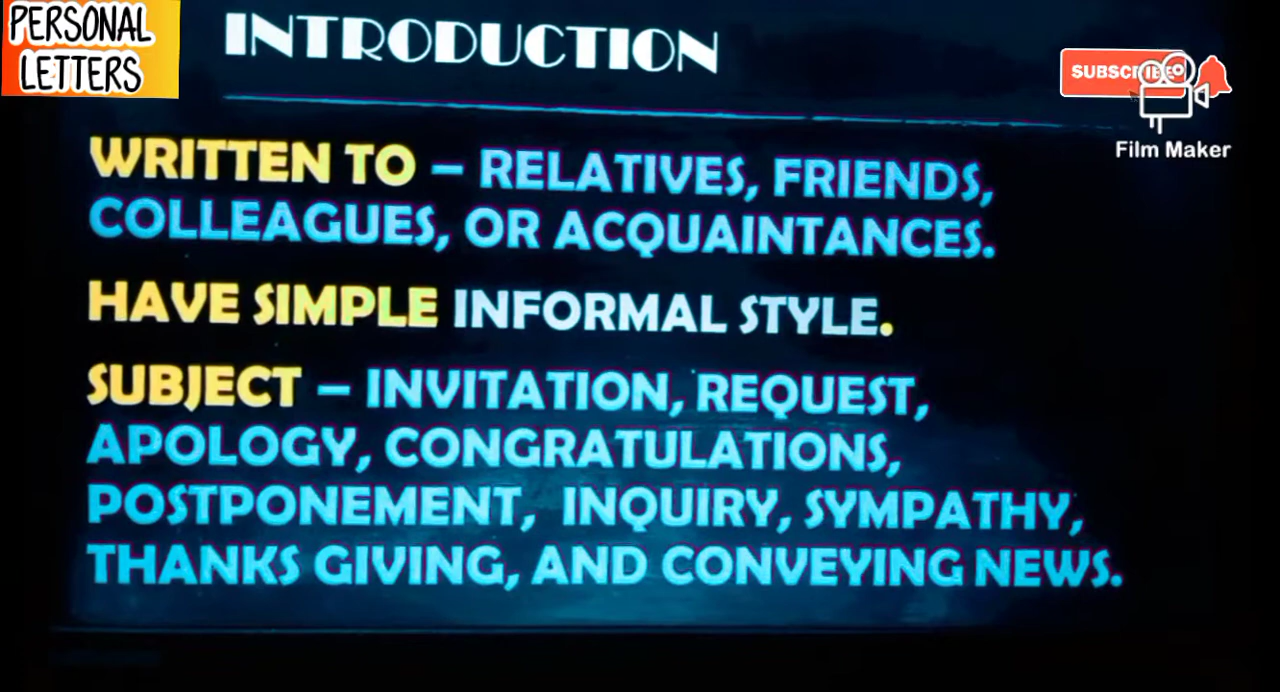 PERSONAL
LETTERS
INTRODUCTION
SUBSCRIBE
Film Maker
WRITTEN TO – RELATIVES, FRIENDS,
COLLEAGUES, OR ACQUAINTANCES.
HAVE SIMPLE INFORMAL STYLE.
SUBJECT – INVITATION, REQUEST,
APOLOGY, CONGRATULATIONS,
POSTPONEMENT, INQUIRY, SYMPATHY,
THANKS GIVING, AND CONVEYING NEWS.